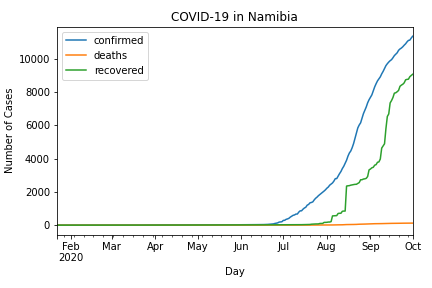 COVID-19 in Namibia
confirmed
deaths
recovered
Number of Cases
10000
8000
6000
4000
2000
0
Feb Mar Apr May Jun Jul Aug Sep Oct
2020
Day